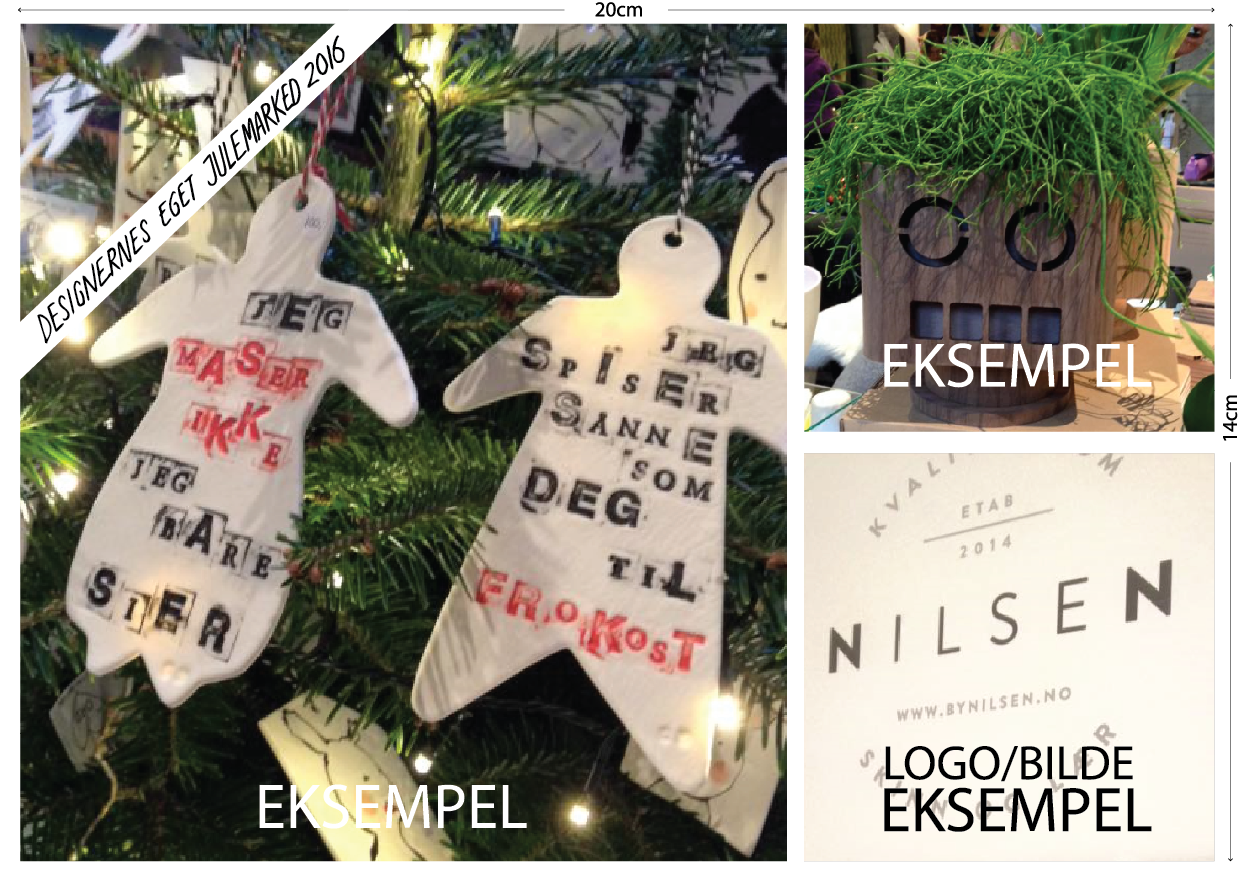 20cm
DESIGNERNES EGET JULEMARKED 2016
JEG
MASER
IKKE
JEG
BARE
SIER
JEG
SPISER
SÅNNE
SOM
DEG
TIL
FROKOST
EKSEMPEL
EKSEMPEL
14cm
ETAB
2014
NILSEN
WWW.BYNILSEN.NO
LOGO/BILDE
EKSEMPEL